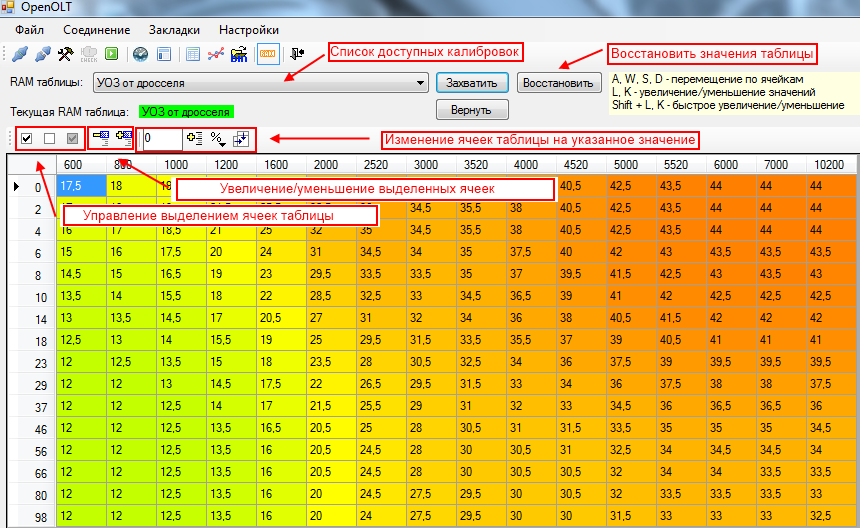 OpenOLT
Файл Соединение Закладки Настройки
CHECK
Список доступных калибровок
Восстановить значения таблицы
RAM таблицы: УОЗ от дросселя Захватить Восстановить
A, W, S, D - перемещение по ячейкам
L, K - увеличение/уменьшение значений
Shift + L, K - быстрое увеличение/уменьшение
Текущая RAM таблица: УОЗ от дросселя Вернуть
0 % Изменение ячеек таблицы на указанное значение
600 800 1000 1200 1600 2000 2520 3000 3520 4000 4520 5000 5520 6000 7000 10200
0 17,5 18 40,5 42,5 43,5 44 44 44
Увеличение/уменьшение выделенных ячеек
2 34,5 35,5 38 40,5 42,5 43,5 44 44 44
Управление выделением ячеек таблицы
4 16 17 18,5 21 25 32 35 34,5 35,5 38 40,5 42,5 43,5 44 44 44
6 15 16 17,5 20 24 31 34,5 34 35 37,5 40 42 43 43,5 43,5 43,5
8 14,5 15 16,5 19 23 29,5 33,5 33,5 35 37 39,5 41,5 42,5 43 43,5 43
10 13,5 14 15,5 18 22 28,5 32,5 33 34,5 36,5 39 41 42 42,5 42,5 42,5
14 13 13,5 14,5 17 20,5 27 31 32,5 34 36 38 40,5 41,5 42 42 42
18 12,5 13 14 15,5 19 25 29,5 31,5 33,5 35,5 37 39 40,5 41 41 41
23 12 12,5 13,5 15 18 23,5 28 30,5 32,5 34 36 37,5 39 39,5 39,5 39,5
29 12 12 13 14,5 17,5 22 26,5 29,5 31,5 33 34 36 37,5 38 38 37,5
37 12 12 12,5 14 17 21,5 25,5 29 31 32 33 34,5 36 36,5 36,5 36
46 12 12 12,5 13,5 16,5 20,5 25 28 30,5 31 31,5 33,5 35 35 35 34,5
56 12 12 12,5 13,5 16 20,5 24,5 28 30 30,5 31 32,5 34 34,5 34,5 34
66 12 12 12,5 13,5 16 20,5 24,5 28 30 30,5 30,5 32 34 34 33,5 33,5
80 12 12 12,5 13,5 16 20 24 27,5 29,5 30 30,5 32 33,5 33,5 33,5 33
98 12 12 12,5 13,5 16 20 24 27,5 29,5 30 30 31,5 33 33 33 32,5